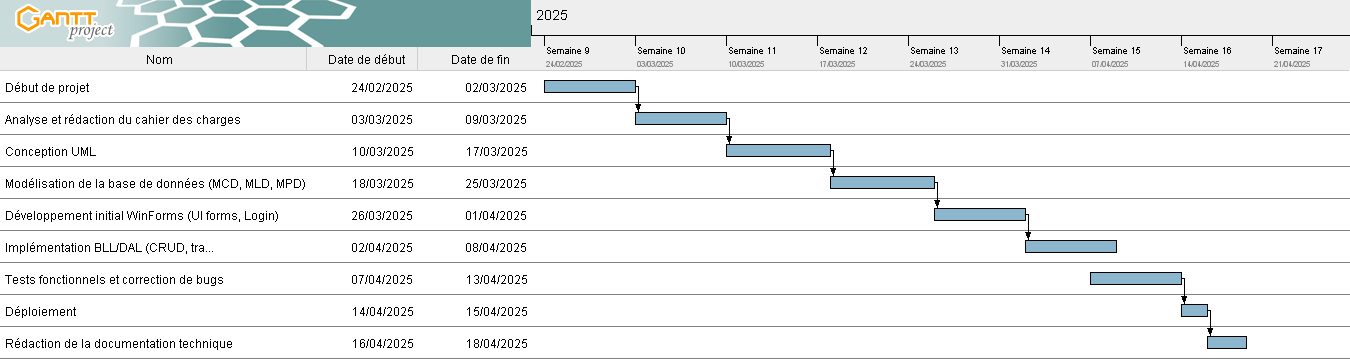 GANTT
project
2025
Semaine 9 Semaine 10 Semaine 11 Semaine 12 Semaine 13 Semaine 14 Semaine 15 Semaine 16 Semaine 17
24/02/2025 03/03/2025 10/03/2025 17/03/2025 24/03/2025 31/03/2025 07/04/2025 14/04/2025 21/04/2025
Nom Date de début Date de fin
Début de projet 24/02/2025 02/03/2025
Analyse et rédaction du cahier des charges 03/03/2025 09/03/2025
Conception UML 10/03/2025 17/03/2025
Modélisation de la base de données (MCD, MLD, MPD) 18/03/2025 25/03/2025
Développement initial WinForms (UI forms, Login) 26/03/2025 01/04/2025
Implémentation BLL/DAL (CRUD, tra... 02/04/2025 08/04/2025
Tests fonctionnels et correction de bugs 07/04/2025 13/04/2025
Déploiement 14/04/2025 15/04/2025
Rédaction de la documentation technique 16/04/2025 18/04/2025